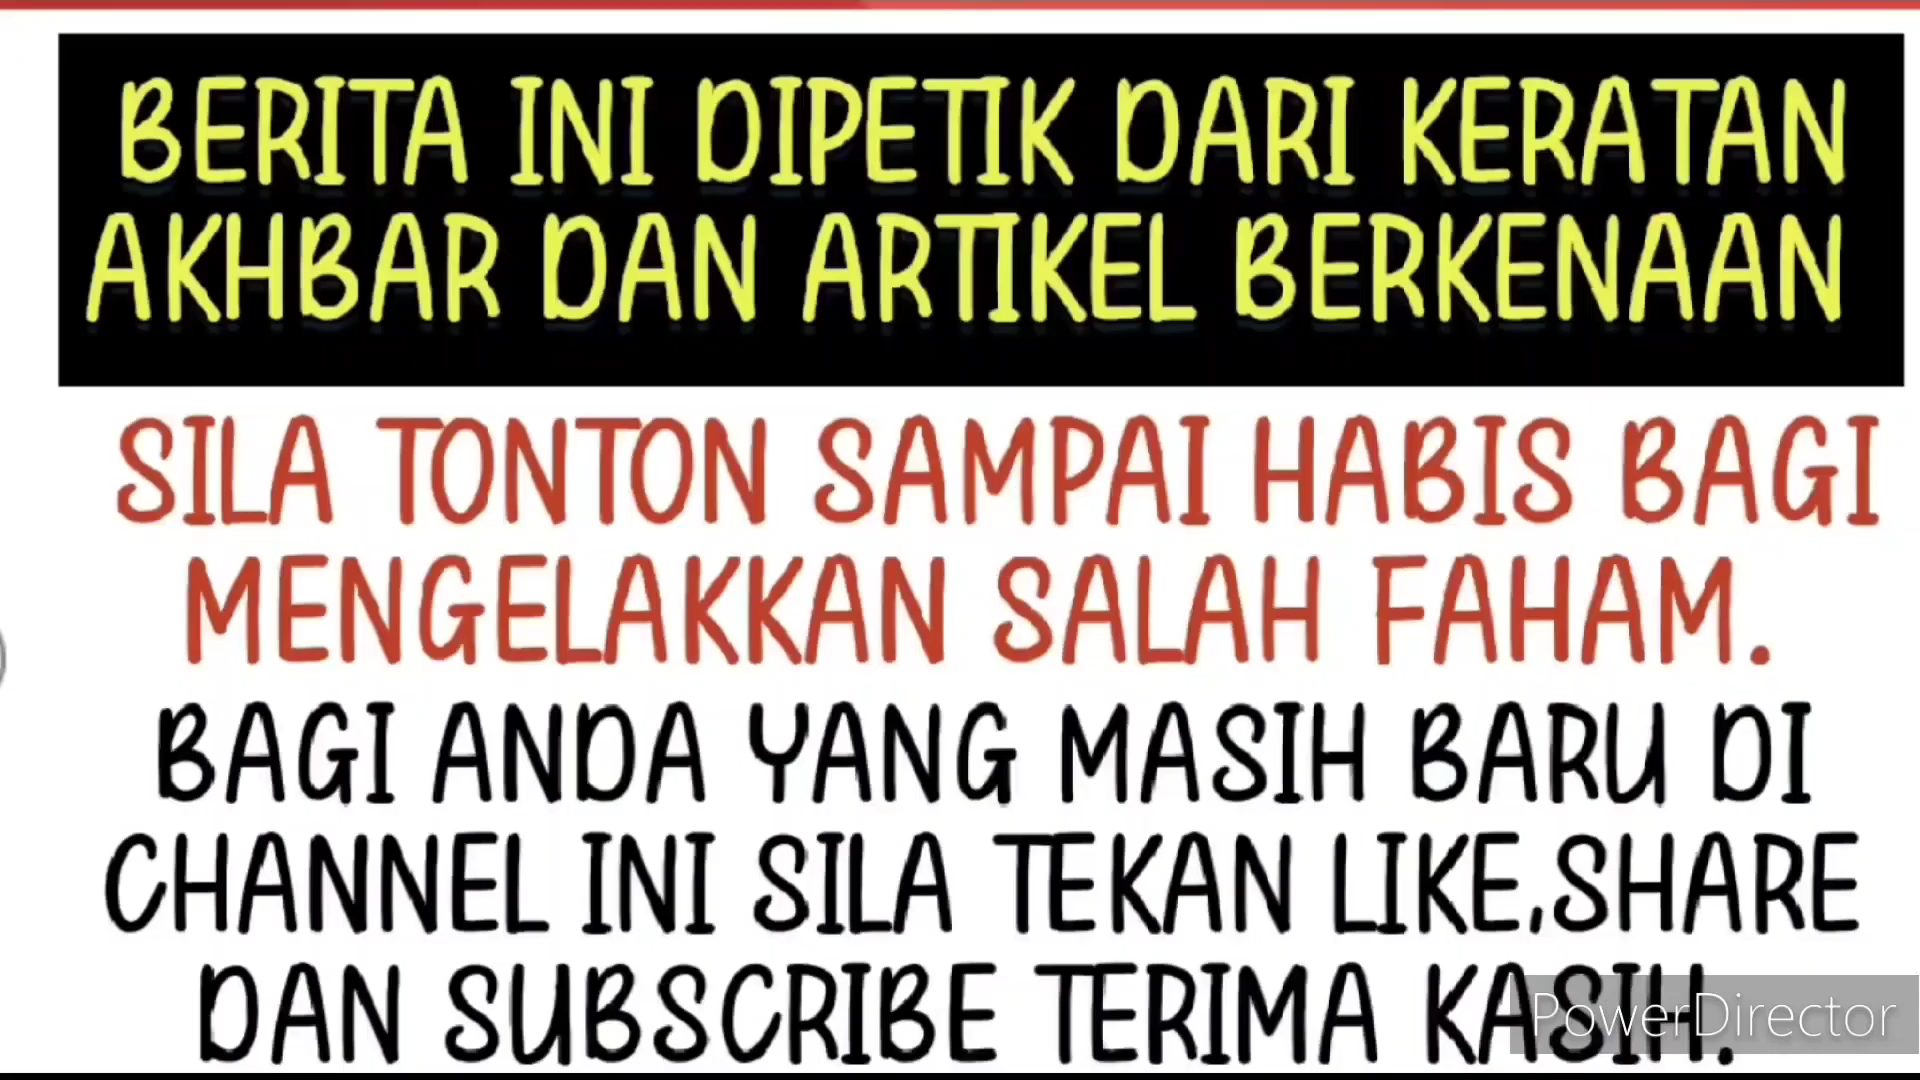 BERITA INI DIPETIK DARI KERATAN
AKHBAR DAN ARTIKEL BERKENAAN
SILA TONTON SAMPAI HABIS BAGI
MENGELAKKAN SALAH FAHAM.
BAGI ANDA YANG MASIH BARU DI
CHANNEL INI SILA TEKAN LIKE,SHARE
DAN SUBSCRIBE TERIMA KASIH.
PowerDirector